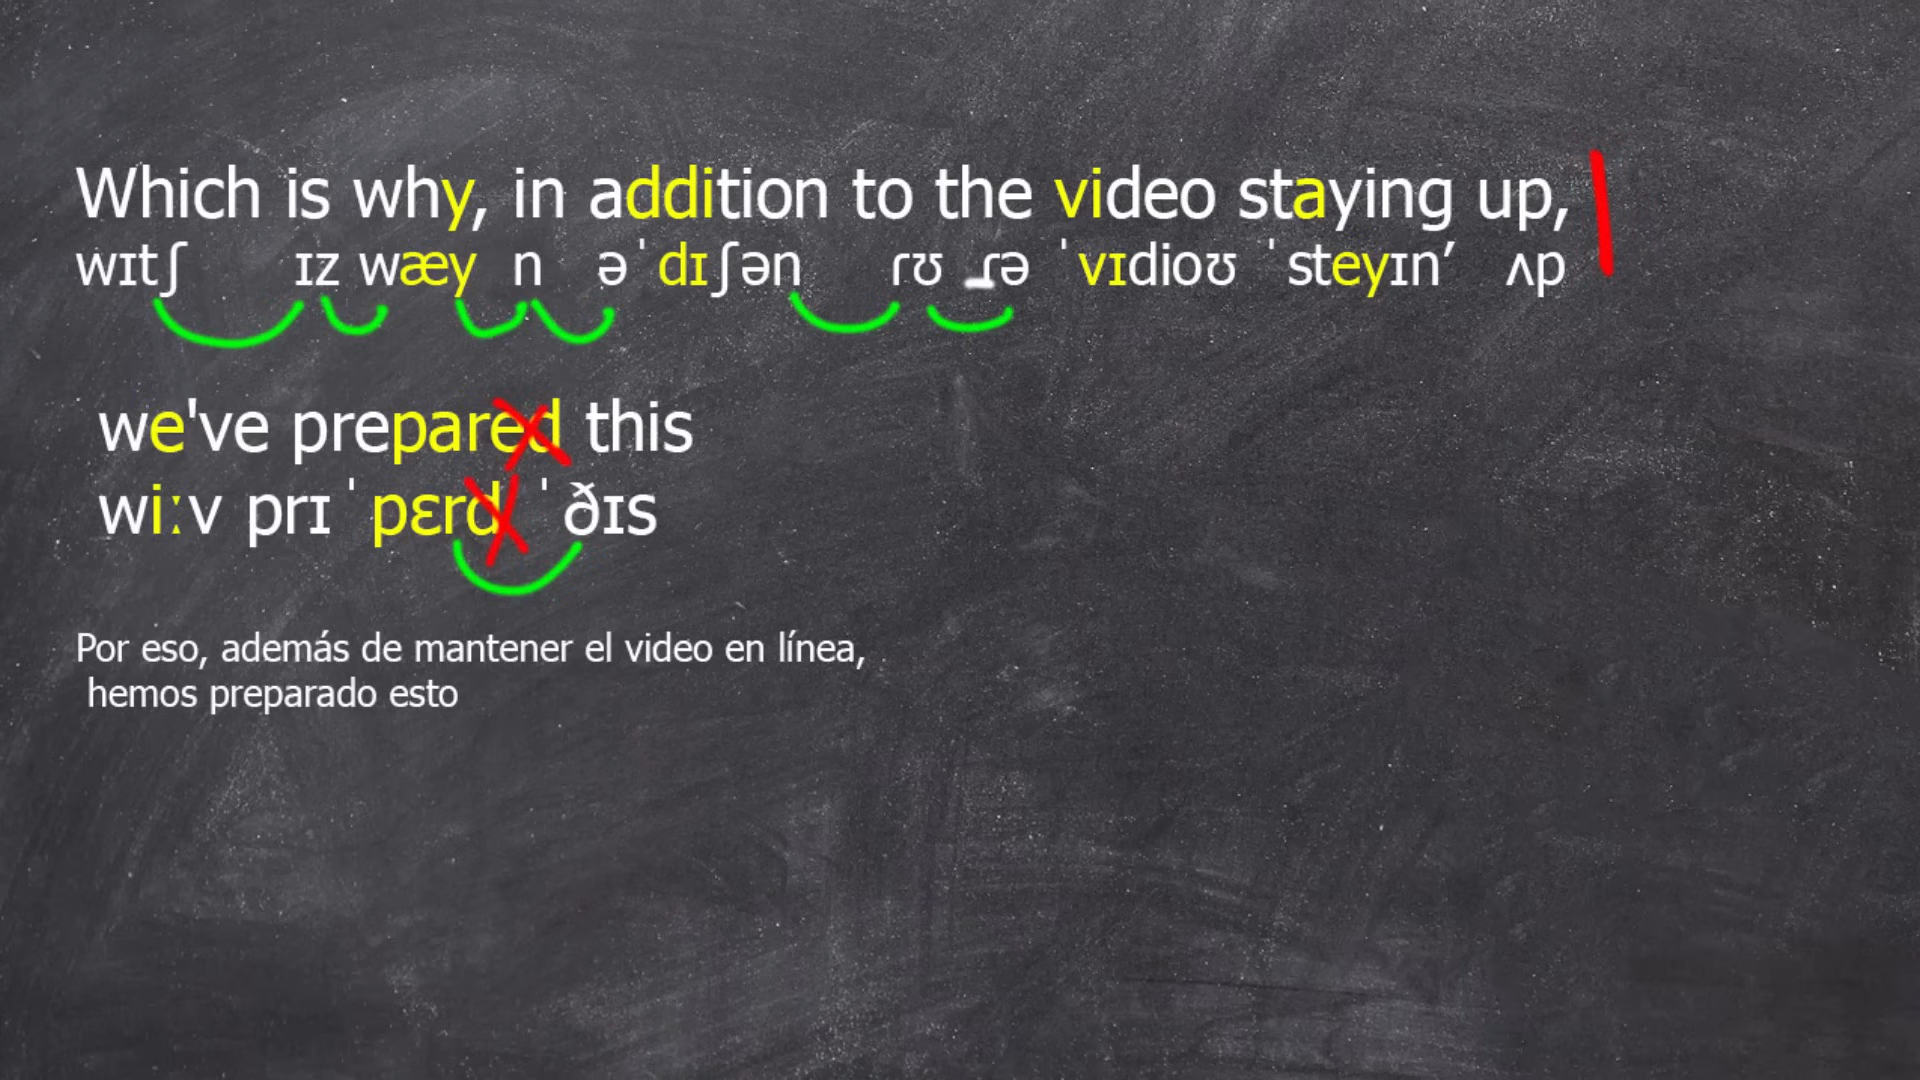 Which is why, in addition to the video staying up,
wɪtʃ ɪz wæy n əˈdɪʃən ɾʊ ɾə ˈvɪdioʊ ˈsteyɪn’ ʌp
we've prepared this
wiːv prɪˈpɛrd ˈðɪs
Por eso, además de mantener el video en línea,
hemos preparado esto